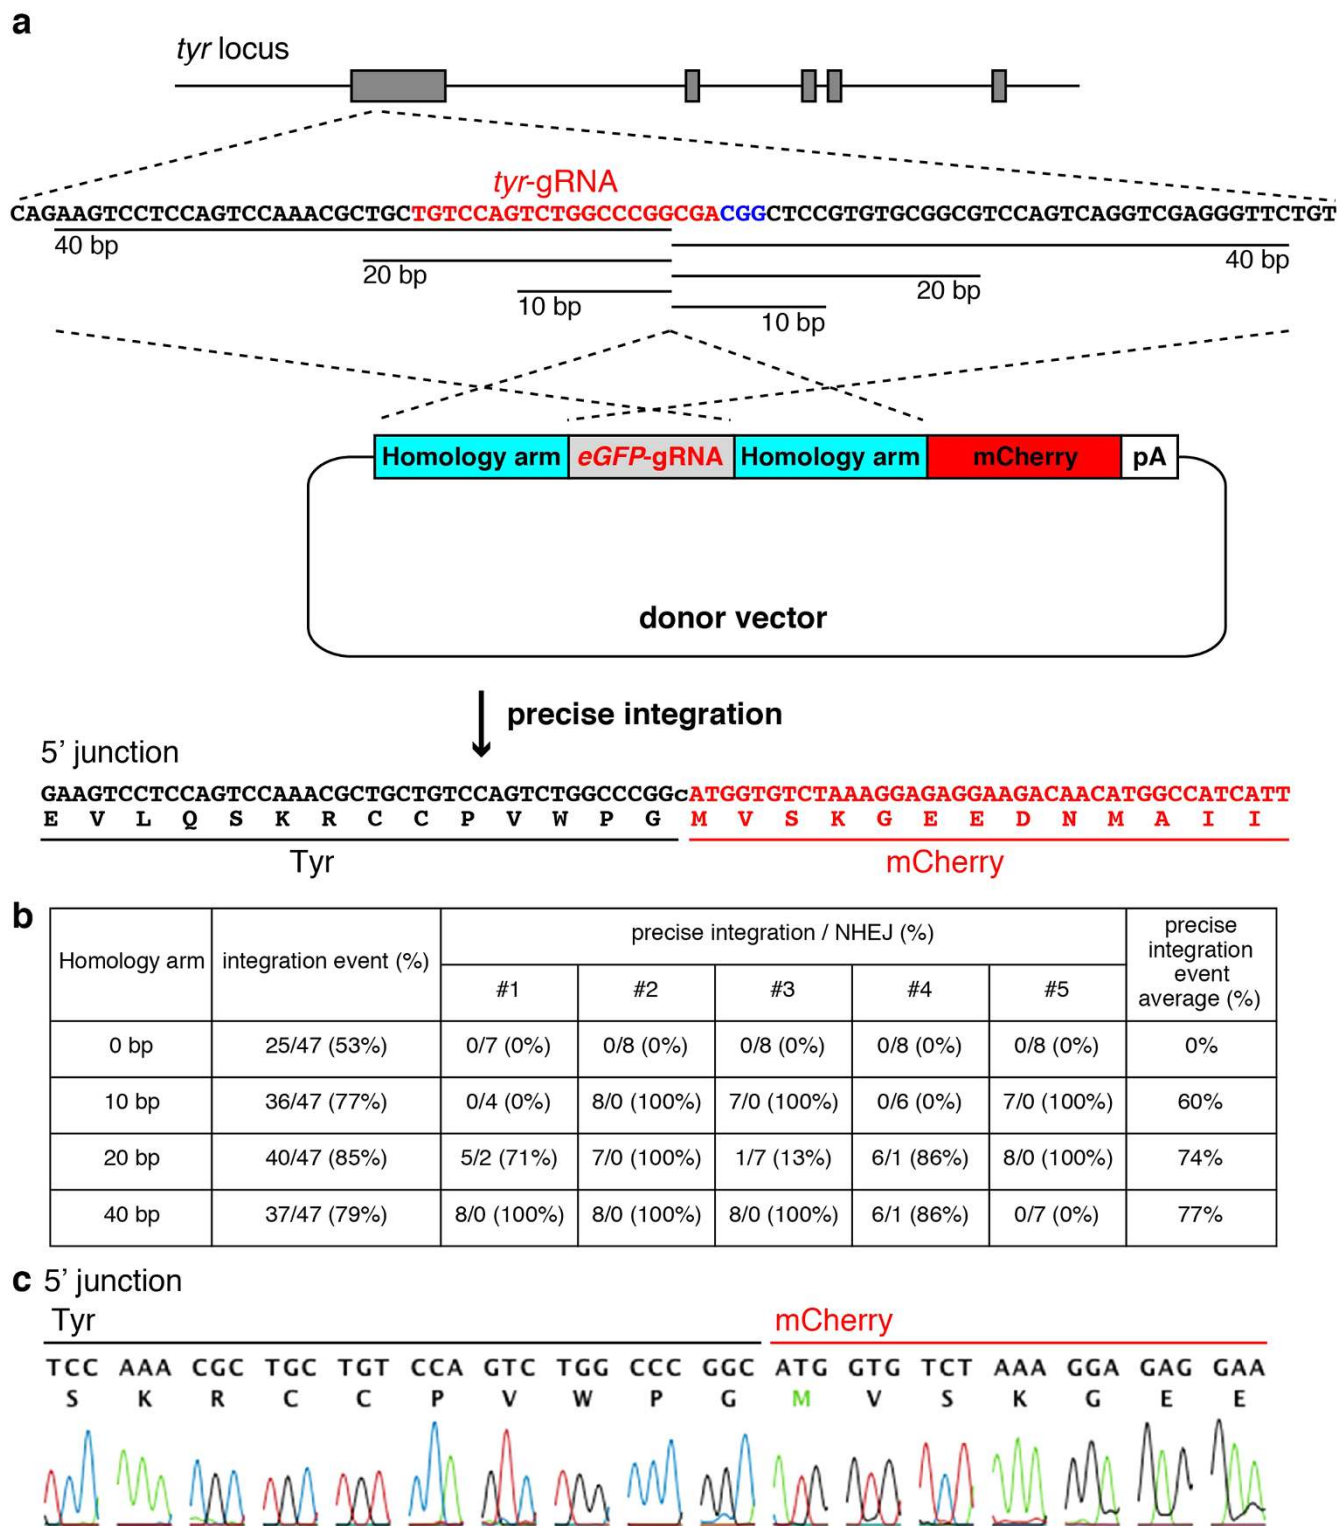 a
tyr locus
tyr-gRNA
CAGAAGTCCTCCAGTCCAAACGCTGCTGTCCAGTCTGGCCCGGCGACGGCTCCGTGTGCGGCGTCCAGTCAGGTCGAGGGTTCTGT
40 bp
40 bp
20 bp
20 bp
10 bp
10 bp
Homology arm eGFP-gRNA Homology arm mCherry pA
donor vector
precise integration
5’ junction
GAAGTCCTCCAGTCCAAACGCTGCTGTCCAGTCTGGCCCGGcATGGTGTCTAAAGGAGAGGAAGACAACATGGCCATCATT
E V L Q S K R C C P V W P G M V S K G E E D N M A I I
Tyr mCherry
b
Homology arm integration event (%) precise integration / NHEJ (%) precise integration event average (%)
#1 #2 #3 #4 #5
0 bp 25/47 (53%) 0/7 (0%) 0/8 (0%) 0/8 (0%) 0/8 (0%) 0/8 (0%) 0%
10 bp 36/47 (77%) 0/4 (0%) 8/0 (100%) 7/0 (100%) 0/6 (0%) 7/0 (100%) 60%
20 bp 40/47 (85%) 5/2 (71%) 7/0 (100%) 1/7 (13%) 6/1 (86%) 8/0 (100%) 74%
40 bp 37/47 (79%) 8/0 (100%) 8/0 (100%) 8/0 (100%) 6/1 (86%) 0/7 (0%) 77%
c 5’ junction
Tyr mCherry
TCC AAA CGC TGC TGT CCA GTC TGG CCC GGC ATG GTG TCT AAA GGA GAG GAA
S K R C C P V W P G M V S K G E E